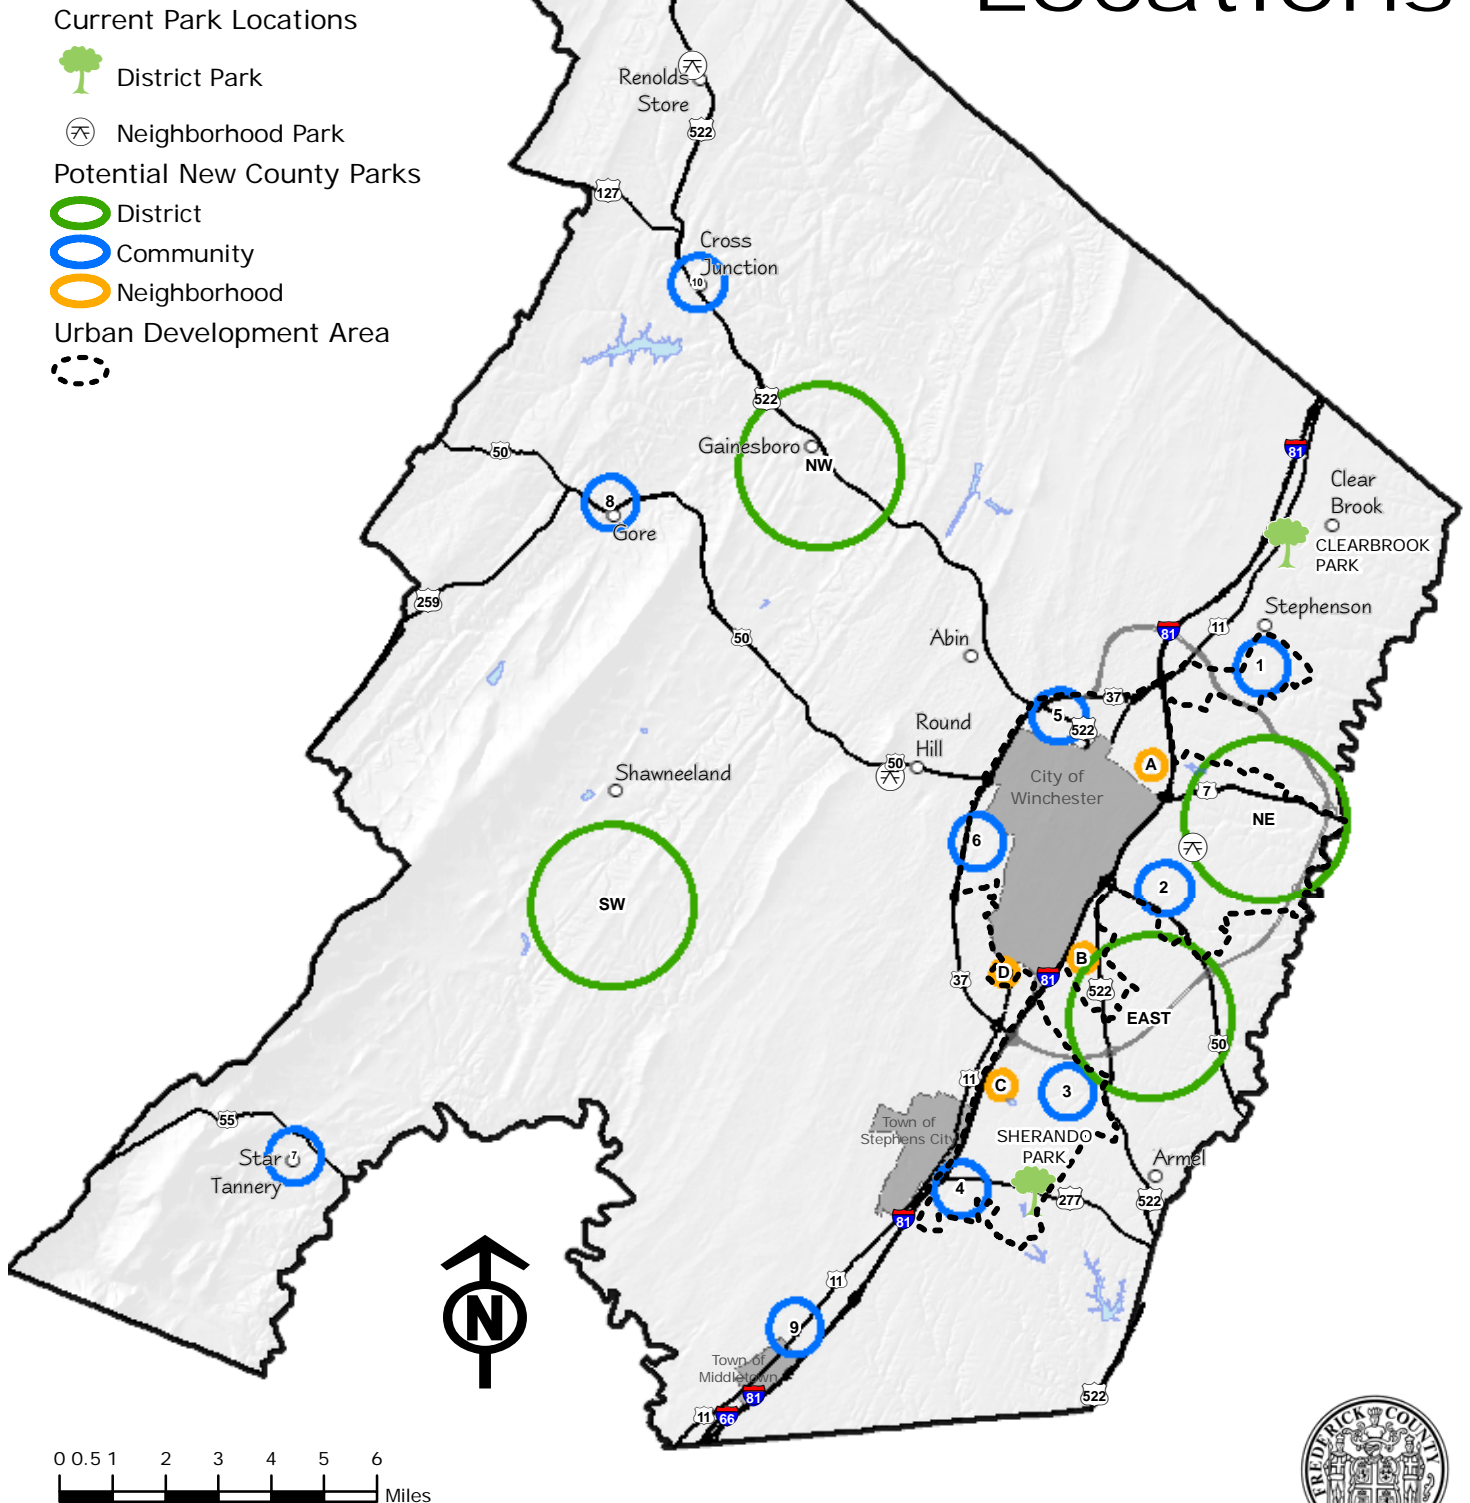 Locations
Current Park Locations
District Park
Neighborhood Park
Potential New County Parks
District
Community
Neighborhood
Urban Development Area
Renolds
Store
522
127
Cross
Junction
10
522
Gainesboro
NW
50
8
Gore
259
50
81
Clear
Brook
CLEARBROOK
PARK
Stephenson
11
81
1
Abin
37
5
522
Round
Hill
50
City of
Winchester
A
7
NE
Shawneeland
6
2
SW
B
D
81
37
522
EAST
50
11
C
3
Town of
Stephens City
SHERANDO
PARK
Armel
4
277
522
81
55
Star
Tannery
7
N
11
9
Town of
Middletown
81
11
66
522
0 0.5 1 2 3 4 5 6
Miles
FREDERICK COUNTY